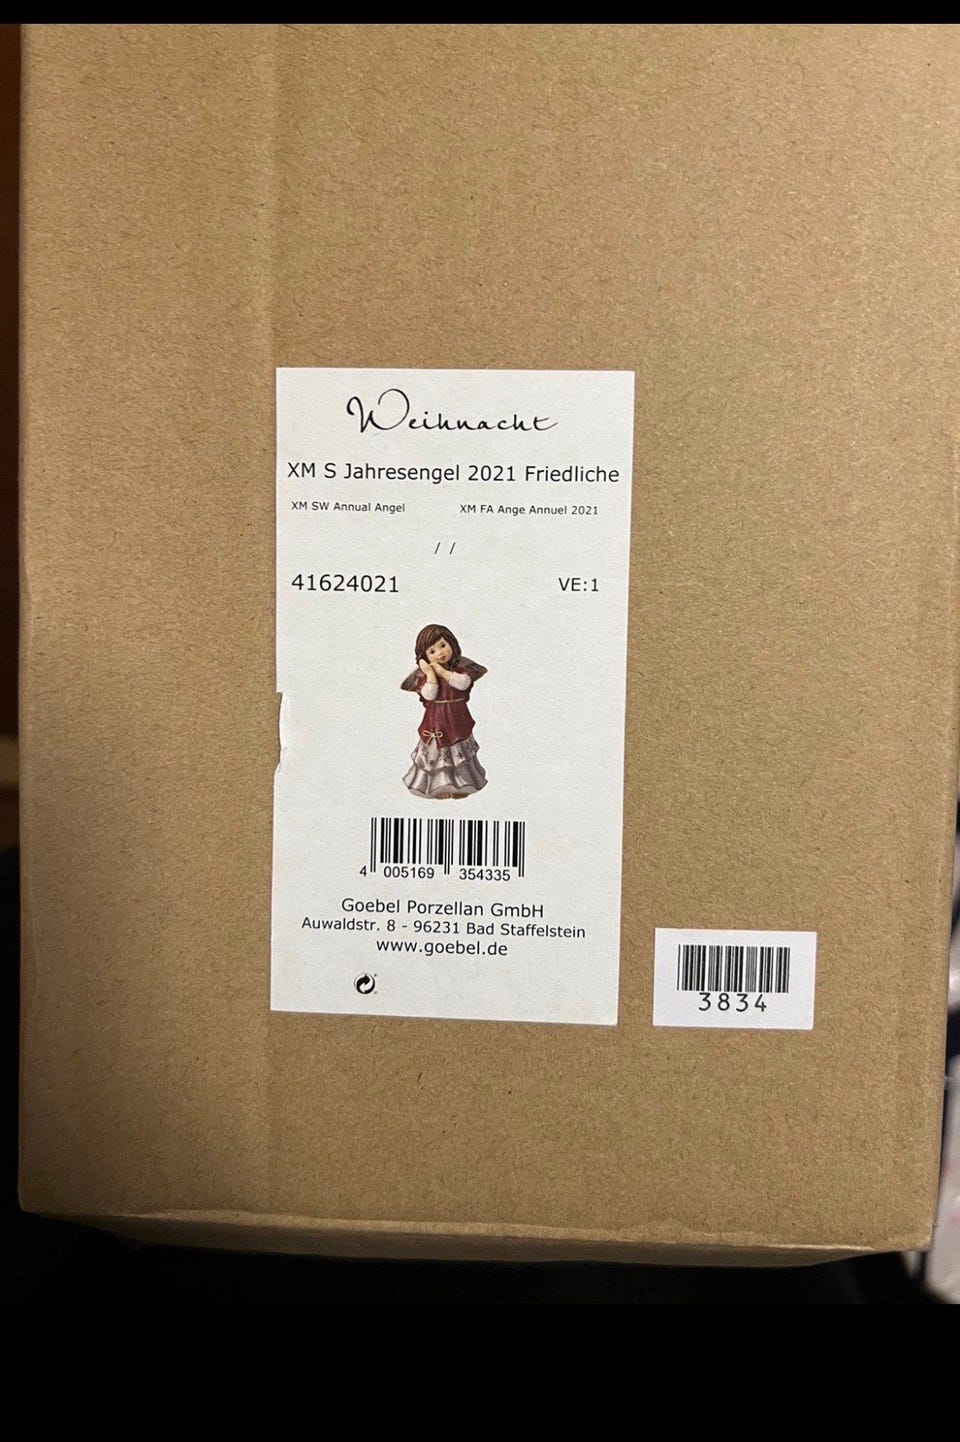 Weihnacht
XM S Jahresengel 2021 Friedliche
XM SW Annual Angel XM FA Ange Annuel 2021
/ /
41624021 VE:1
4 005169 354335
Goebel Porzellan GmbH
Auwaldstr. 8 - 96231 Bad Staffelstein
www.goebel.de
3834